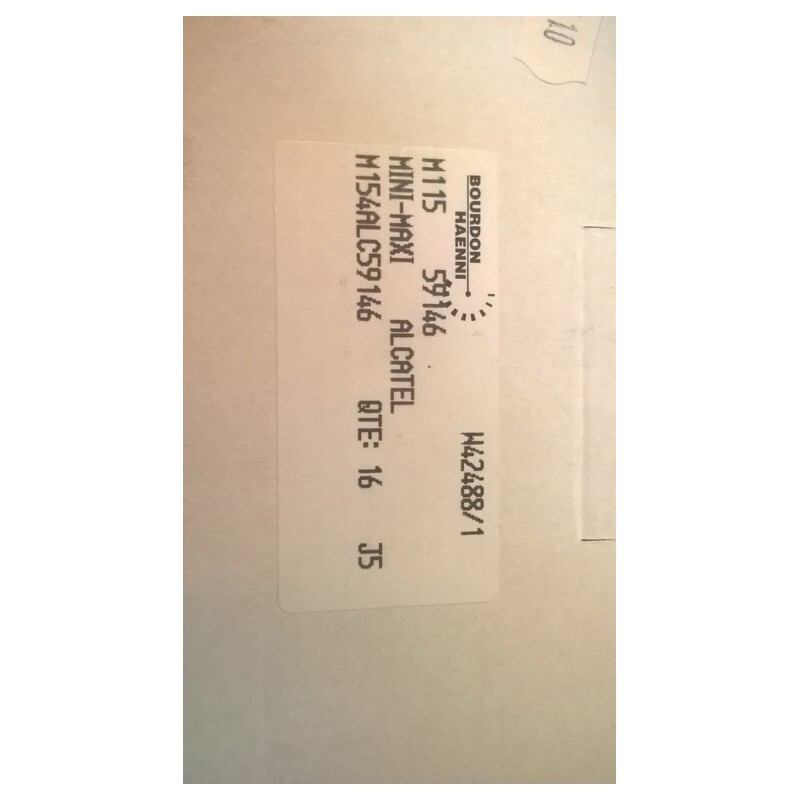 BOURDON
HAENNI
W42488/1
M115 59146
MINI-MAXI ALCATEL
M154ALC59146 QTE: 16 J5
10